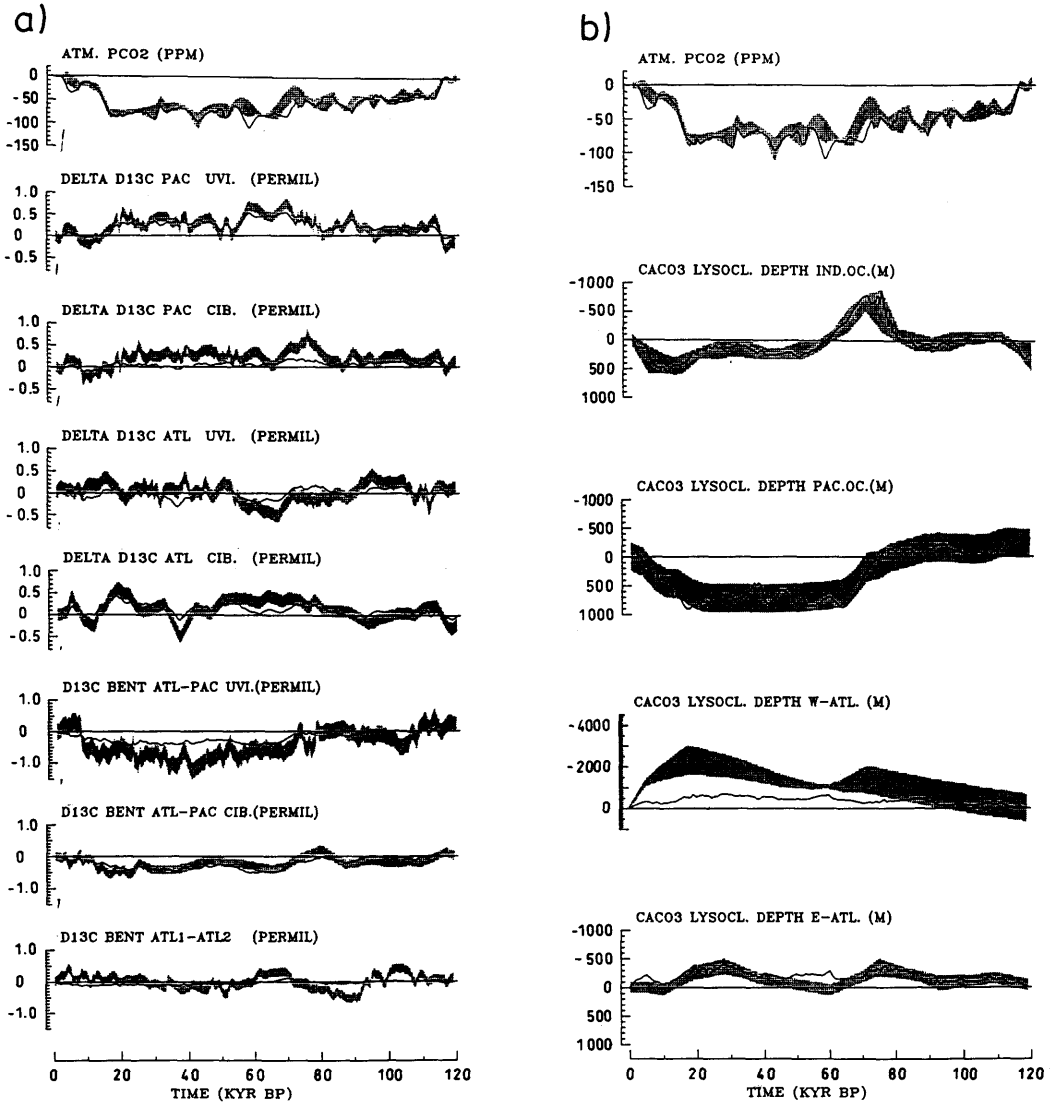 a)
ATM. PCO2 (PPM)
0
-50
-100
-150
DELTA D13C PAC UVI. (PERMIL)
1.0
0.5
0
-0.5
DELTA D13C PAC CIB. (PERMIL)
1.0
0.5
0
-0.5
DELTA D13C ATL UVI. (PERMIL)
1.0
0.5
0
-0.5
DELTA D13C ATL CIB. (PERMIL)
1.0
0.5
0
-0.5
D13C BENT ATL-PAC UVI.(PERMIL)
1.0
0
-1.0
D13C BENT ATL-PAC CIB.(PERMIL)
1.0
0
-1.0
D13C BENT ATL1-ATL2 (PERMIL)
1.0
0
-1.0
0 20 40 60 80 100 120
TIME (KYR BP)
b)
ATM. PCO2 (PPM)
0
-50
-100
-150
CACO3 LYSOCL. DEPTH IND.OC.(M)
-1000
-500
0
500
1000
CACO3 LYSOCL. DEPTH PAC.OC.(M)
-1000
-500
0
500
1000
CACO3 LYSOCL. DEPTH W-ATL. (M)
-4000
-2000
0
CACO3 LYSOCL. DEPTH E-ATL. (M)
-1000
-500
0
500
1000
0 20 40 60 80 100 120
TIME (KYR BP)